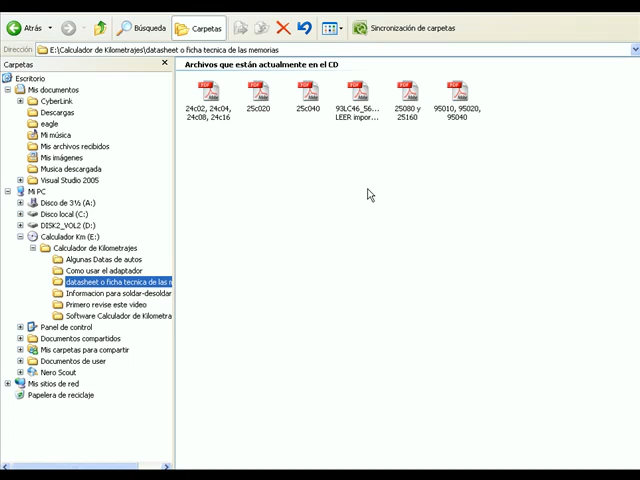 Atrás
Búsqueda
Carpetas
Sincronización de carpetas
Dirección
E:\Calculador de Kilometrajes\datasheet o ficha tecnica de las memorias
Carpetas
Archivos que están actualmente en el CD
Escritorio
Mis documentos
CyberLink
Descargas
eagle
Mi música
Mis archivos recibidos
Mis imágenes
Musica descargada
Visual Studio 2005
Mi PC
Disco de 3½ (A:)
Disco local (C:)
DISK2_VOL2 (D:)
Calculador Km (E:)
Calculador de Kilometrajes
Algunas Datas de autos
Como usar el adaptador
datasheet o ficha tecnica de las m
Informacion para soldar-desoldar
Primero revise este video
Software Calculador de Kilometra
Panel de control
Documentos compartidos
Mis carpetas para compartir
Documentos de user
Nero Scout
Mis sitios de red
Papelera de reciclaje
24c02, 24c04,
24c08, 24c16
25c020
25c040
93LC46_56...
LEER impor...
25080 y
25160
95010, 95020,
95040